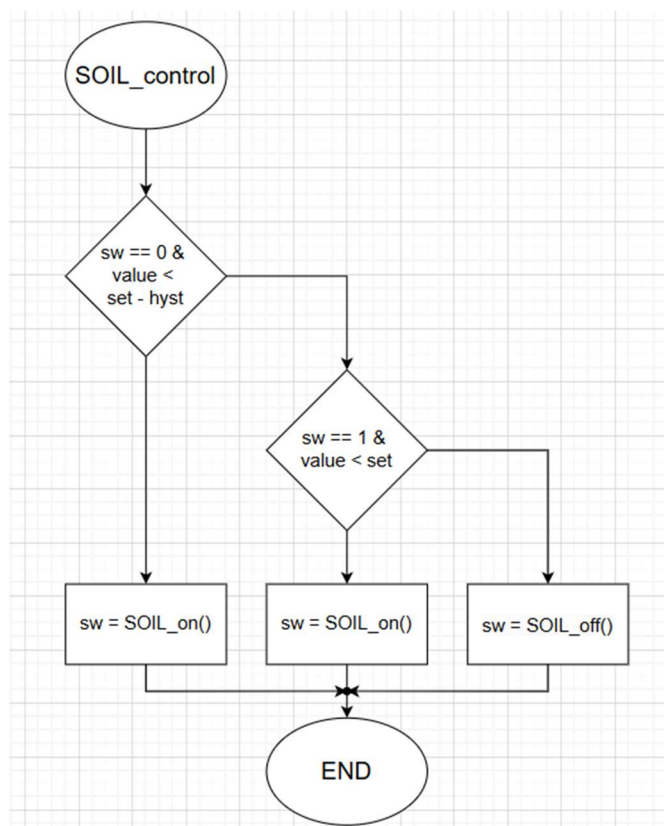 SOIL_control
sw == 0 &
value <
set - hyst
sw == 1 &
value < set
sw = SOIL_on()
sw = SOIL_on()
sw = SOIL_off()
END